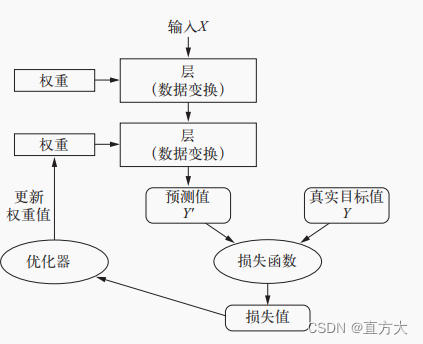 输入X
权重
层
(数据变换)
权重
层
(数据变换)
更新
权重值
预测值
Y'
真实目标值
Y
优化器
损失函数
损失值
CSDN @直方大